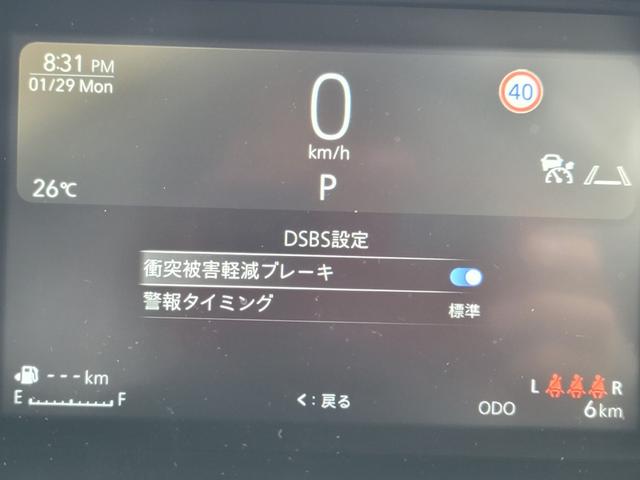 8:31 PM
01/29 Mon
0
km/h
40
26℃
P
DSBS設定
衝突被害軽減ブレーキ
警報タイミング 標準
---km
E F
<:戻る
L R
ODO 6km